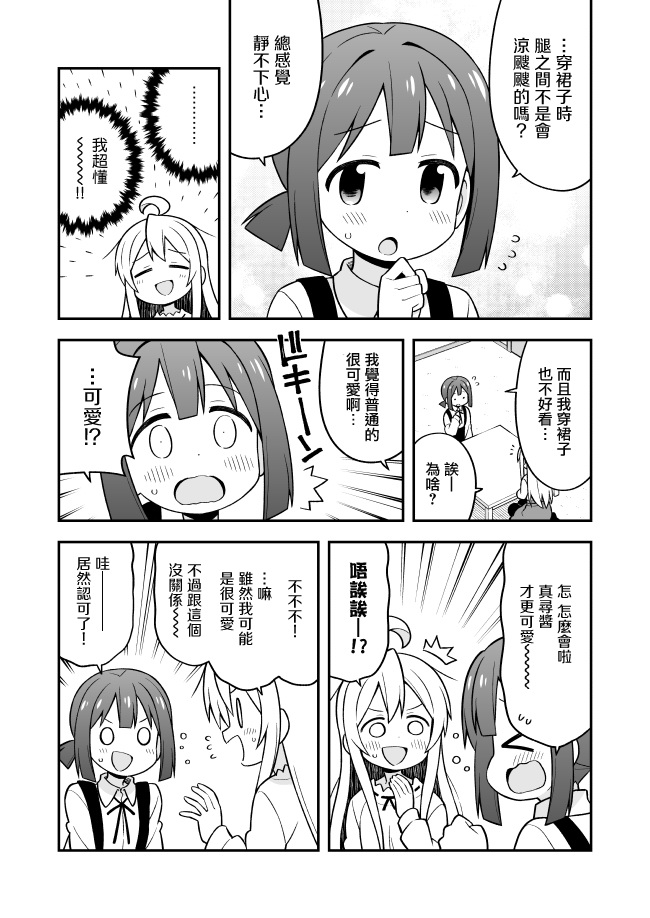 …穿裙子時
腿之間不是會
涼颼颼的嗎？
總感覺
靜不下心…
…………
我超懂
～～～～!!
而且我穿裙子
也不好看…
誒—
為啥？
我覺得普通的
很可愛啊…
ドキーン
…可愛!?
怎 怎麼會啦
真尋醬
才更可愛～～～～
唔誒誒—!?
不不不！
…嘛
雖然我可能
是很可愛
不過跟這個
沒關係～～～
哇——
居然認可了！